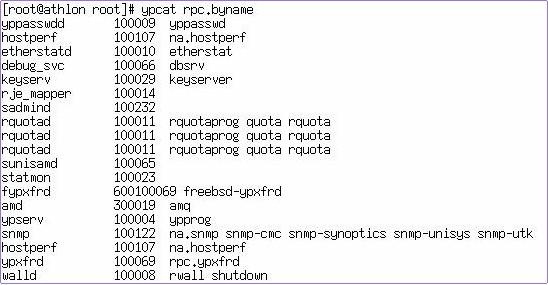 [root@athlon root]# ypcat rpc.byname
yppasswdd 100009 yppasswd
hostperf 100107 na.hostperf
etherstatd 100010 etherstat
debug_svc 100066 dbsrv
keyserv 100029 keyserver
rje_mapper 100014
sadmind 100232
rquotad 100011 rquotaprog quota rquota
rquotad 100011 rquotaprog quota rquota
rquotad 100011 rquotaprog quota rquota
sunisamd 100065
statmon 100023
fypxfrd 600100069 freebsd-ypxfrd
amd 300019 amq
ypserv 100004 ypprog
snmp 100122 na.snmp snmp-cmc snmp-synoptics snmp-unisys snmp-utk
hostperf 100107 na.hostperf
ypxfrd 100069 rpc.ypxfrd
walld 100008 rwall shutdown